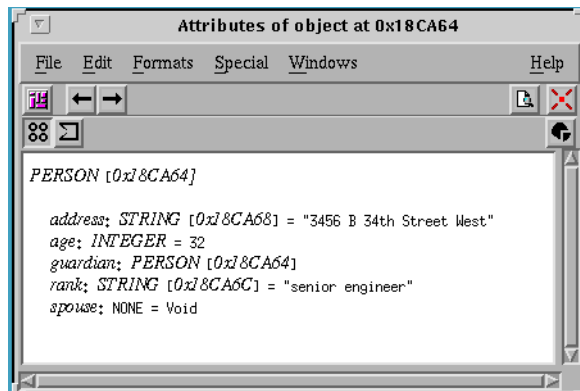 Attributes of object at 0x18CA64
File Edit Formats Special Windows Help
PERSON [0x18CA64]
address: STRING [0x18CA68] = "3456 B 34th Street West"
age: INTEGER = 32
guardian: PERSON [0x18CA64]
rank: STRING [0x18CA6C] = "senior engineer"
spouse: NONE = Void